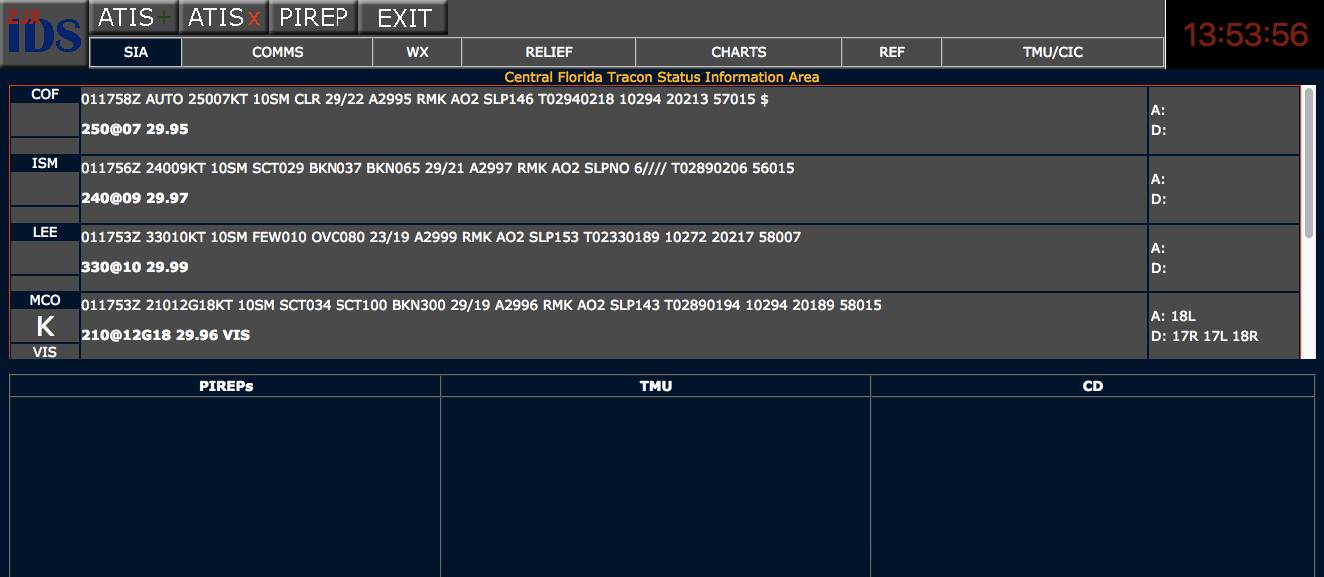 ZJX
IDS
ATIS+ ATISx PIREP EXIT
13:53:56
SIA COMMS WX RELIEF CHARTS REF TMU/CIC
Central Florida Tracon Status Information Area
COF
011758Z AUTO 25007KT 10SM CLR 29/22 A2995 RMK AO2 SLP146 T02940218 10294 20213 57015 $
250@07 29.95
A:
D:
ISM
011756Z 24009KT 10SM SCT029 BKN037 BKN065 29/21 A2997 RMK AO2 SLPNO 6//// T02890206 56015
240@09 29.97
A:
D:
LEE
011753Z 33010KT 10SM FEW010 OVC080 23/19 A2999 RMK AO2 SLP153 T02330189 10272 20217 58007
330@10 29.99
A:
D:
MCO
K
VIS
011753Z 21012G18KT 10SM SCT034 SCT100 BKN300 29/19 A2996 RMK AO2 SLP143 T02890194 10294 20189 58015
210@12G18 29.96 VIS
A: 18L
D: 17R 17L 18R
PIREPs TMU CD